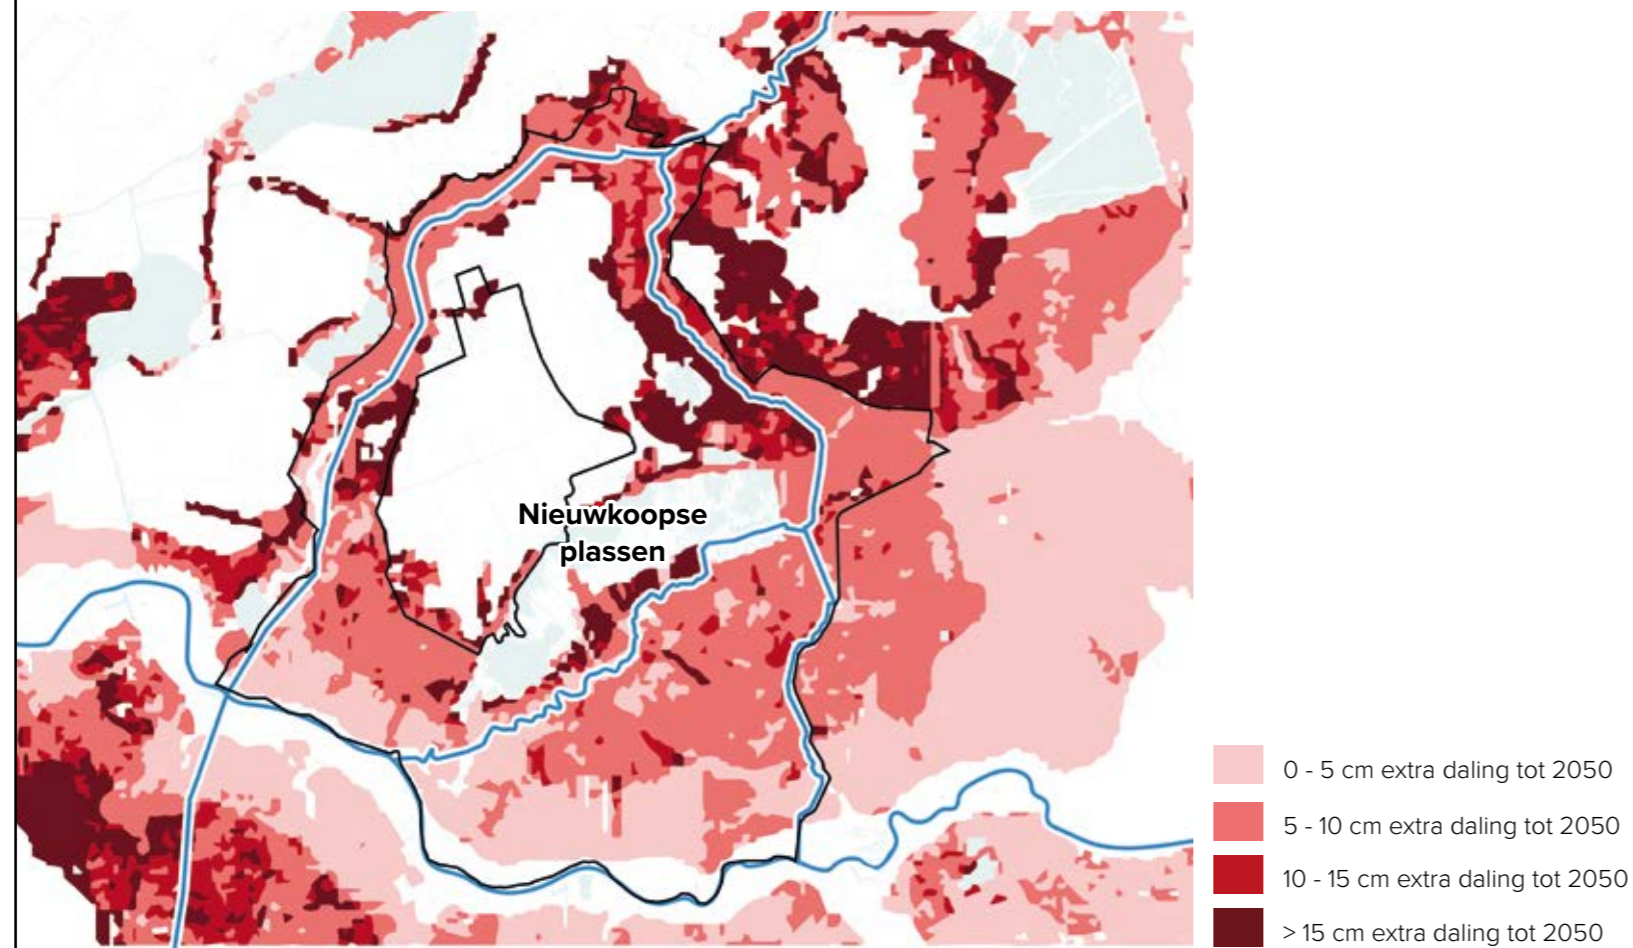 Nieuwkoopse
plassen
0 - 5 cm extra daling tot 2050
5 - 10 cm extra daling tot 2050
10 - 15 cm extra daling tot 2050
> 15 cm extra daling tot 2050